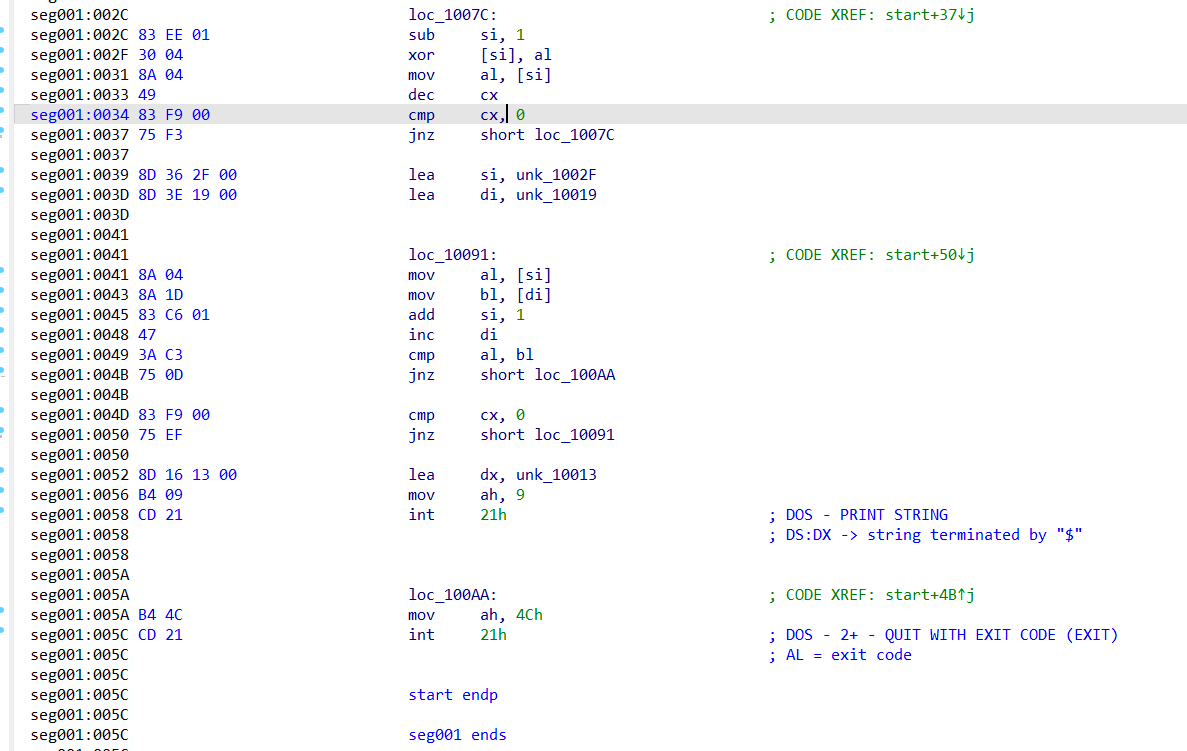 seg001:002C loc_1007C: ; CODE XREF: start+37↓j
seg001:002C 83 EE 01 sub si, 1
seg001:002F 30 04 xor [si], al
seg001:0031 8A 04 mov al, [si]
seg001:0033 49 dec cx
seg001:0034 83 F9 00 cmp cx, 0
seg001:0037 75 F3 jnz short loc_1007C
seg001:0037
seg001:0039 8D 36 2F 00 lea si, unk_1002F
seg001:003D 8D 3E 19 00 lea di, unk_10019
seg001:003D
seg001:0041
seg001:0041 loc_10091: ; CODE XREF: start+50↓j
seg001:0041 8A 04 mov al, [si]
seg001:0043 8A 1D mov bl, [di]
seg001:0045 83 C6 01 add si, 1
seg001:0048 47 inc di
seg001:0049 3A C3 cmp al, bl
seg001:004B 75 0D jnz short loc_100AA
seg001:004B
seg001:004D 83 F9 00 cmp cx, 0
seg001:0050 75 EF jnz short loc_10091
seg001:0050
seg001:0052 8D 16 13 00 lea dx, unk_10013
seg001:0056 B4 09 mov ah, 9
seg001:0058 CD 21 int 21h ; DOS - PRINT STRING
seg001:0058 ; DS:DX -> string terminated by "$"
seg001:0058
seg001:005A
seg001:005A loc_100AA: ; CODE XREF: start+4B↑j
seg001:005A B4 4C mov ah, 4Ch
seg001:005C CD 21 int 21h ; DOS - 2+ - QUIT WITH EXIT CODE (EXIT)
seg001:005C ; AL = exit code
seg001:005C
seg001:005C start endp
seg001:005C
seg001:005C seg001 ends